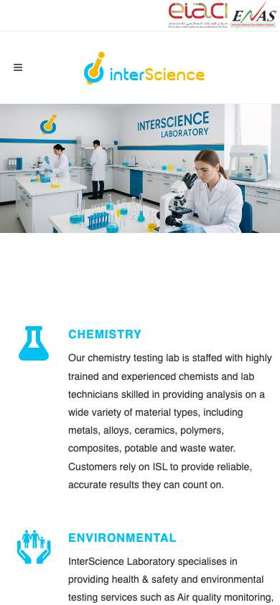 eiaci ENAS
interScience
INTERSCIENCE
LABORATORY
CHEMISTRY
Our chemistry testing lab is staffed with highly
trained and experienced chemists and lab
technicians skilled in providing analysis on a
wide variety of material types, including
metals, alloys, ceramics, polymers,
composites, potable and waste water.
Customers rely on ISL to provide reliable,
accurate results they can count on.
ENVIRONMENTAL
InterScience Laboratory specialises in
providing health & safety and environmental
testing services such as Air quality monitoring,